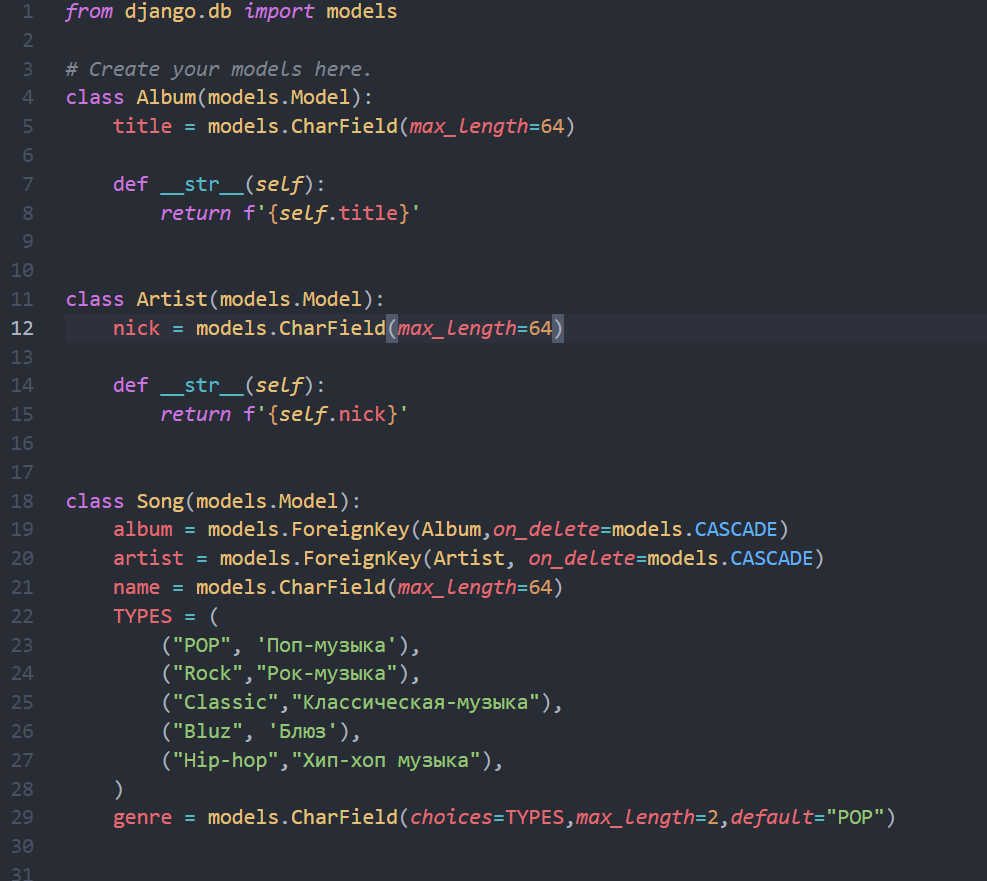 1 from django.db import models
2
3 # Create your models here.
4 class Album(models.Model):
5     title = models.CharField(max_length=64)
6
7     def __str__(self):
8         return f'{self.title}'
9
10
11 class Artist(models.Model):
12     nick = models.CharField(max_length=64)
13
14     def __str__(self):
15         return f'{self.nick}'
16
17
18 class Song(models.Model):
19     album = models.ForeignKey(Album,on_delete=models.CASCADE)
20     artist = models.ForeignKey(Artist, on_delete=models.CASCADE)
21     name = models.CharField(max_length=64)
22     TYPES = (
23         ("POP", 'Поп-музыка'),
24         ("Rock","Рок-музыка"),
25         ("Classic","Классическая-музыка"),
26         ("Bluz", 'Блюз'),
27         ("Hip-hop","Хип-хоп музыка"),
28     )
29     genre = models.CharField(choices=TYPES,max_length=2,default="POP")
30
31